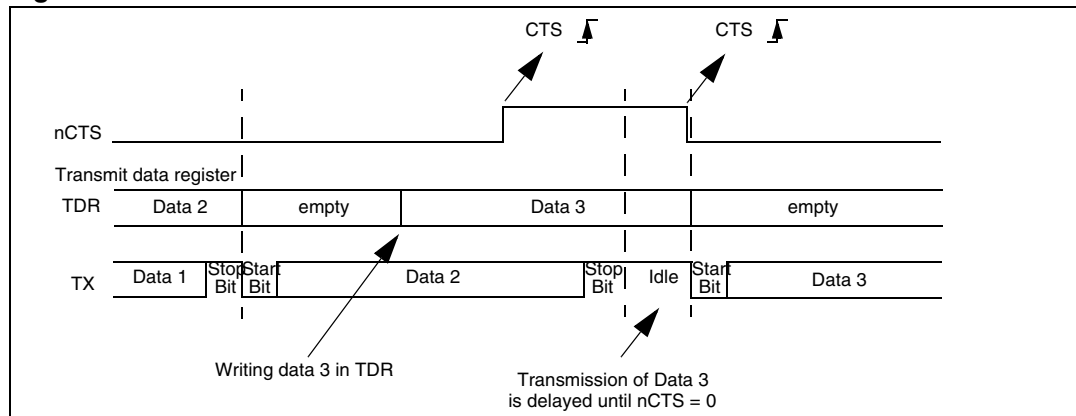 CTS CTS
nCTS
Transmit data register
TDR Data 2 empty Data 3 empty
TX Data 1 Stop Bit Start Bit Data 2 Stop Bit Idle Start Bit Data 3
Writing data 3 in TDR
Transmission of Data 3
is delayed until nCTS = 0